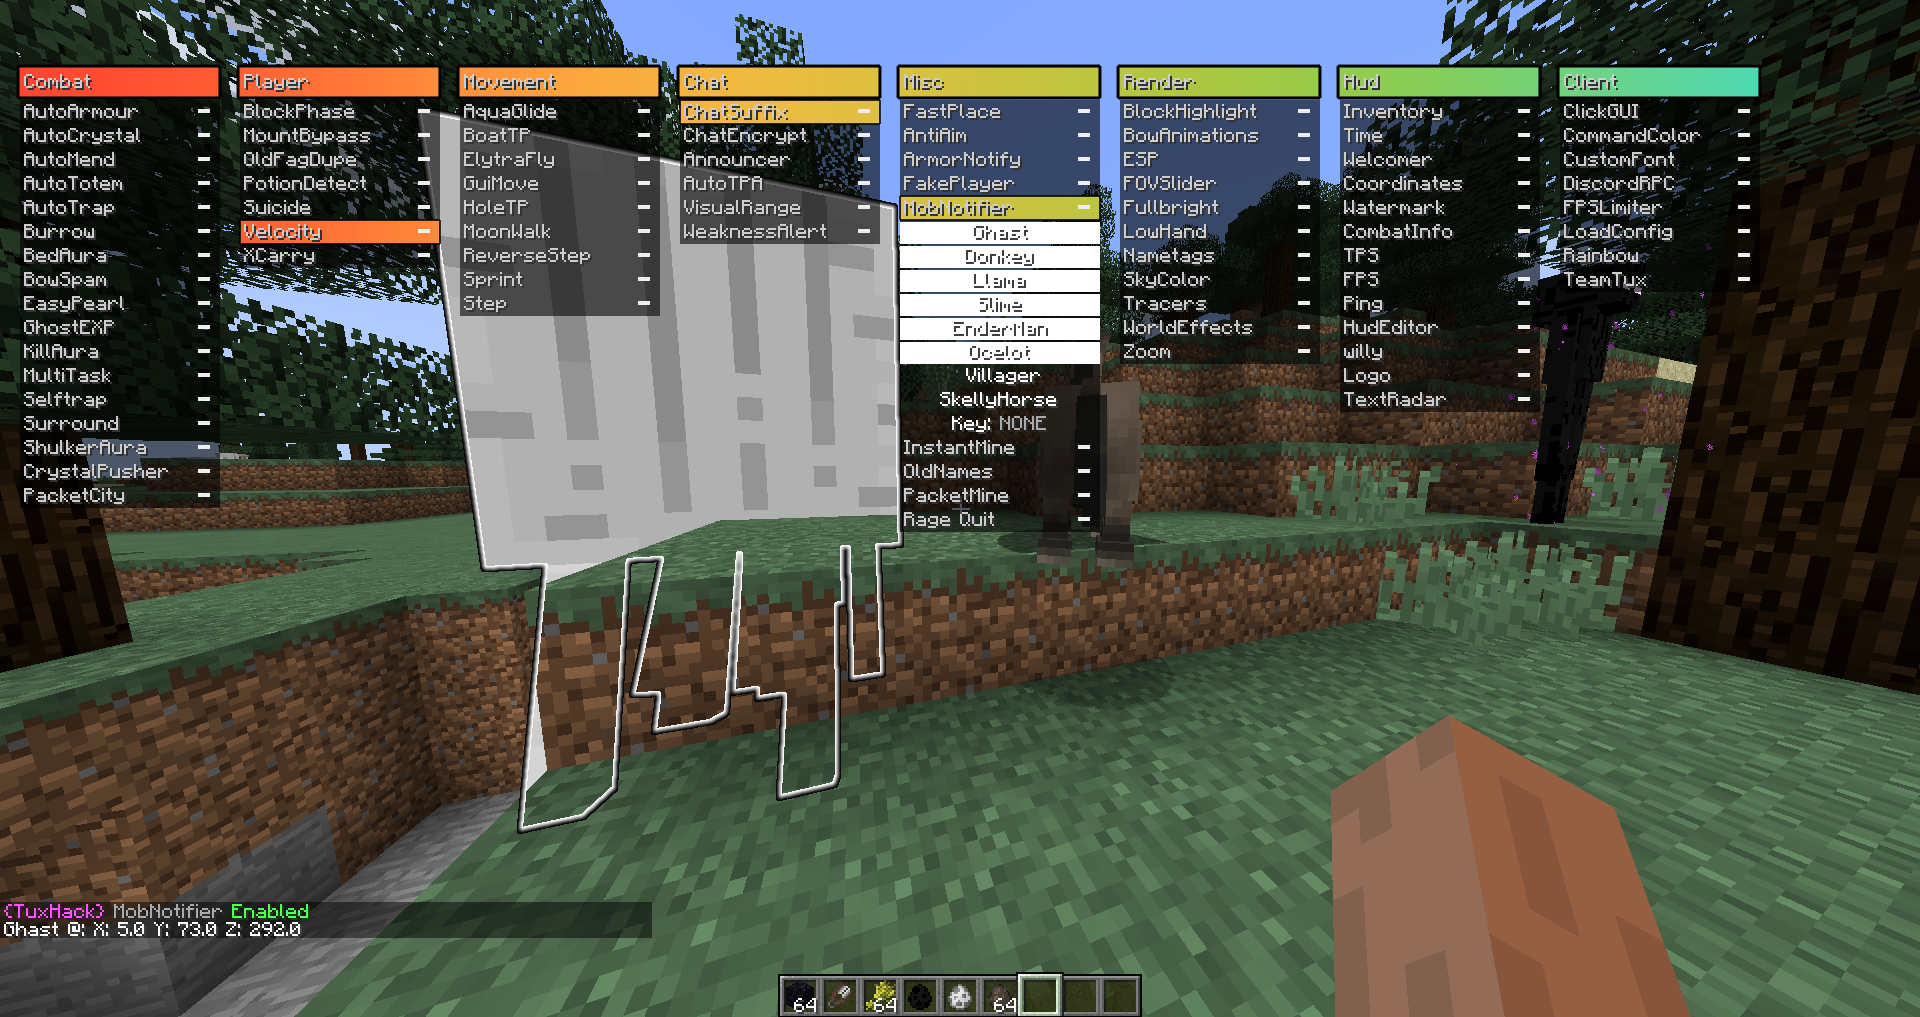 Combat
AutoArmour
AutoCrystal
AutoMend
AutoTotem
AutoTrap
Burrow
BedAura
BowSpam
EasyPearl
GhostEXP
KillAura
MultiTask
Selftrap
Surround
ShulkerAura
CrystalPusher
PacketCity
Player
BlockPhase
MountBypass
OldFagDupe
PotionDetect
Suicide
Velocity
XCarry
Movement
AquaGlide
BoatTP
ElytraFly
GuiMove
HoleTP
MoonWalk
ReverseStep
Sprint
Step
Chat
ChatSuffix
ChatEncrypt
Announcer
AutoTPA
VisualRange
WeaknessAlert
Misc
FastPlace
AntiAim
ArmorNotify
FakePlayer
MobNotifier
Ghast
Donkey
Llama
Slime
EnderMan
Ocelot
Villager
SkellyHorse
Key: NONE
InstantMine
OldNames
PacketMine
Rage Quit
Render
BlockHighlight
BowAnimations
ESP
FOVSlider
Fullbright
LowHand
Nametags
SkyColor
Tracers
WorldEffects
Zoom
Hud
Inventory
Time
Welcomer
Coordinates
Watermark
CombatInfo
TPS
FPS
Ping
HudEditor
willy
Logo
TextRadar
Client
ClickGUI
CommandColor
CustomFont
DiscordRPC
FPSLimiter
LoadConfig
Rainbow
TeamTux
{TuxHack} MobNotifier Enabled
Ghast @: X: 5.0 Y: 73.0 Z: 292.0
64
64
64